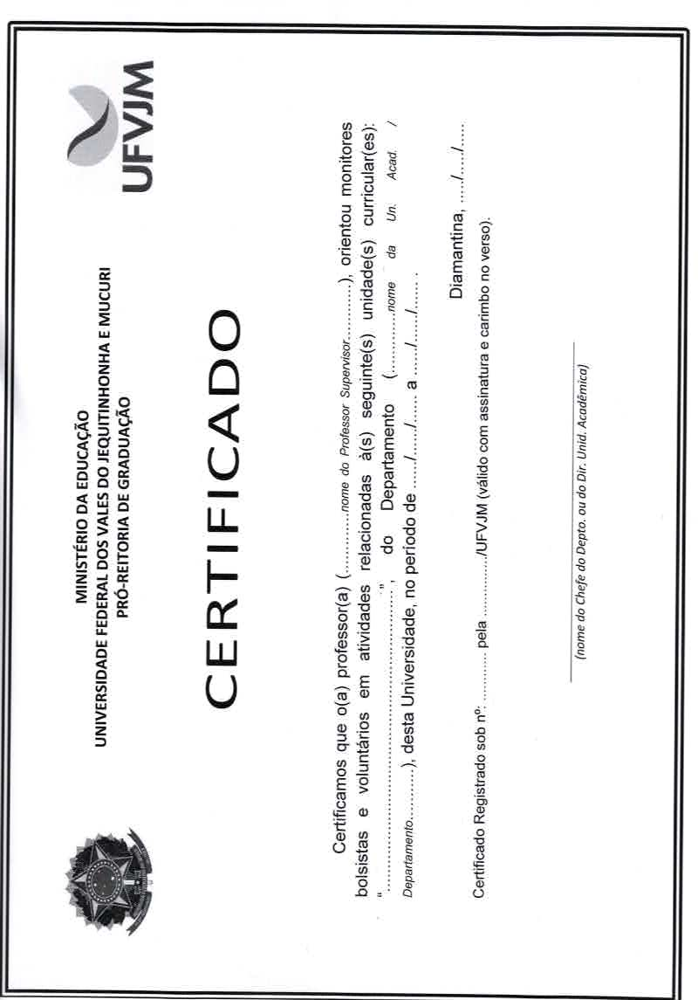 MINISTÉRIO DA EDUCAÇÃO
UNIVERSIDADE FEDERAL DOS VALES DO JEQUITINHONHA E MUCURI
PRÓ-REITORIA DE GRADUAÇÃO
UFVJM
CERTIFICADO
Certificamos que o(a) professor(a) (..............nome do Professor Supervisor............), orientou monitores
bolsistas e voluntários em atividades relacionadas à(s) seguinte(s) unidade(s) curricular(es):
“ ..............................................................”, do Departamento (..............nome da Un. Acad. /
Departamento............), desta Universidade, no período de ....../....../...... a ....../....../...... .
Diamantina, ...../...../.....
Certificado Registrado sob nº: ............. pela ................/UFVJM (válido com assinatura e carimbo no verso).
(nome do Chefe do Depto. ou do Dir. Unid. Acadêmica)